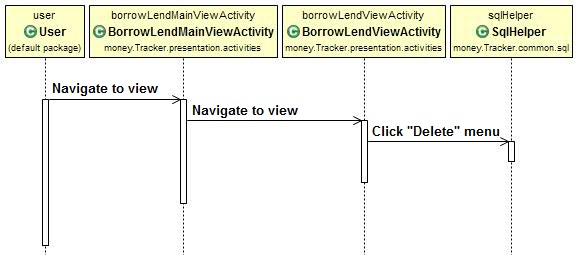 user
C User
(default package)
borrowLendMainViewActivity
C BorrowLendMainViewActivity
money.Tracker.presentation.activities
borrowLendViewActivity
C BorrowLendViewActivity
money.Tracker.presentation.activities
sqlHelper
C SqlHelper
money.Tracker.common.sql
Navigate to view
Navigate to view
Click "Delete" menu